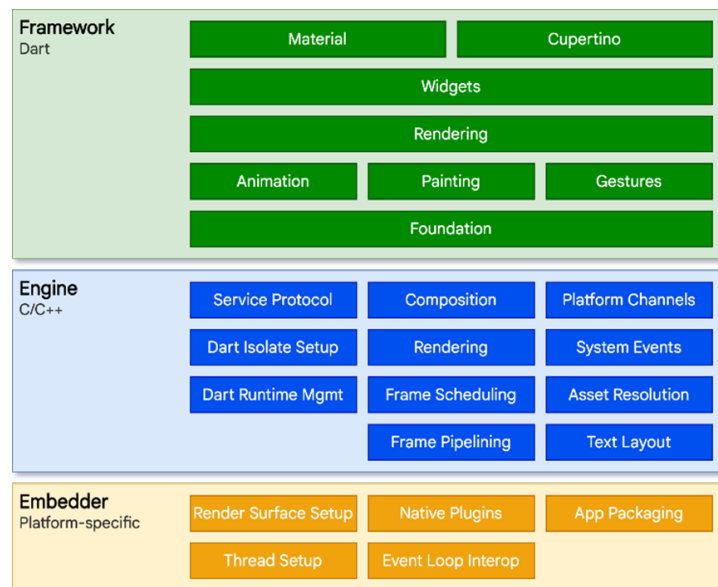 Framework
Dart
Material Cupertino
Widgets
Rendering
Animation Painting Gestures
Foundation
Engine
C/C++
Service Protocol Composition Platform Channels
Dart Isolate Setup Rendering System Events
Dart Runtime Mgmt Frame Scheduling Asset Resolution
Frame Pipelining Text Layout
Embedder
Platform-specific
Render Surface Setup Native Plugins App Packaging
Thread Setup Event Loop Interop